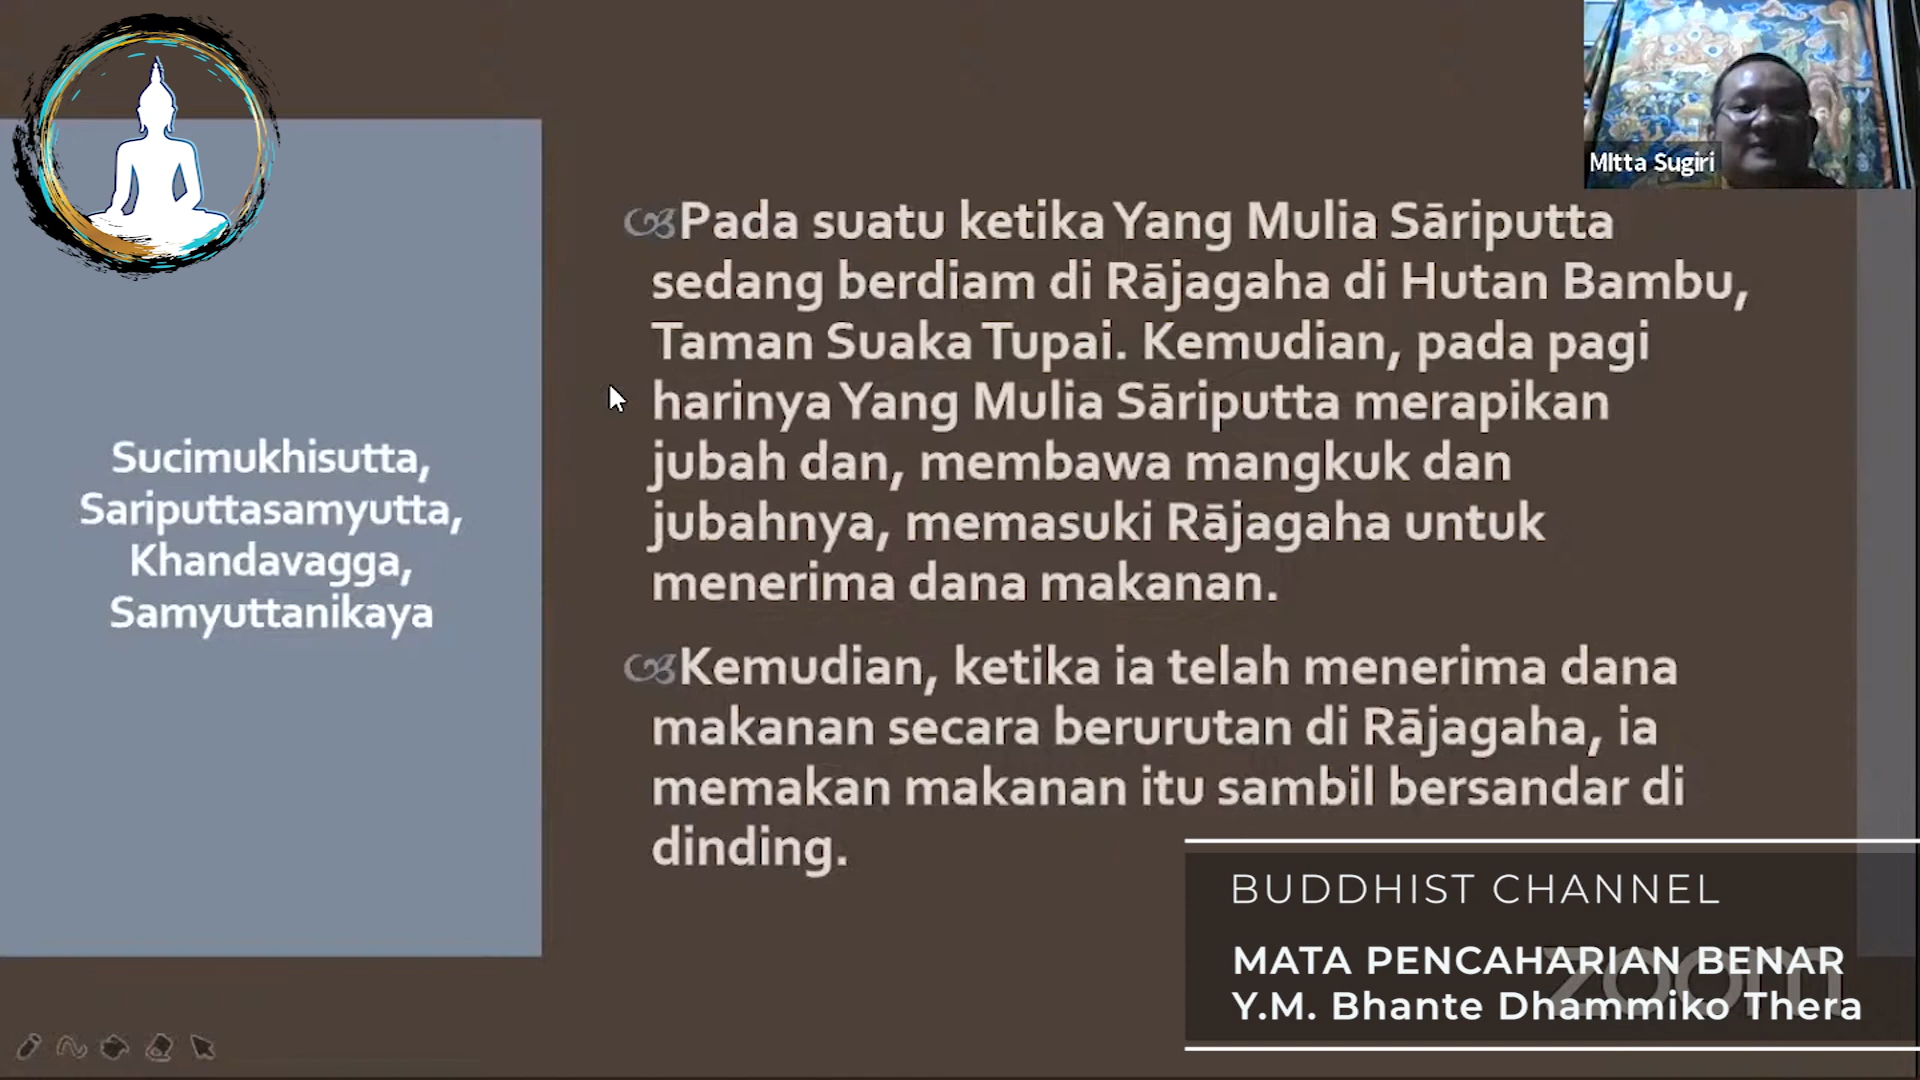 MItta Sugiri
Sucimukhisutta,
Sariputtasamyutta,
Khandavagga,
Samyuttanikaya
Pada suatu ketika Yang Mulia Sāriputta
sedang berdiam di Rājagaha di Hutan Bambu,
Taman Suaka Tupai. Kemudian, pada pagi
harinya Yang Mulia Sāriputta merapikan
jubah dan, membawa mangkuk dan
jubahnya, memasuki Rājagaha untuk
menerima dana makanan.
Kemudian, ketika ia telah menerima dana
makanan secara berurutan di Rājagaha, ia
memakan makanan itu sambil bersandar di
dinding.
BUDDHIST CHANNEL
MATA PENCAHARIAN BENAR
Y.M. Bhante Dhammiko Thera
zoom